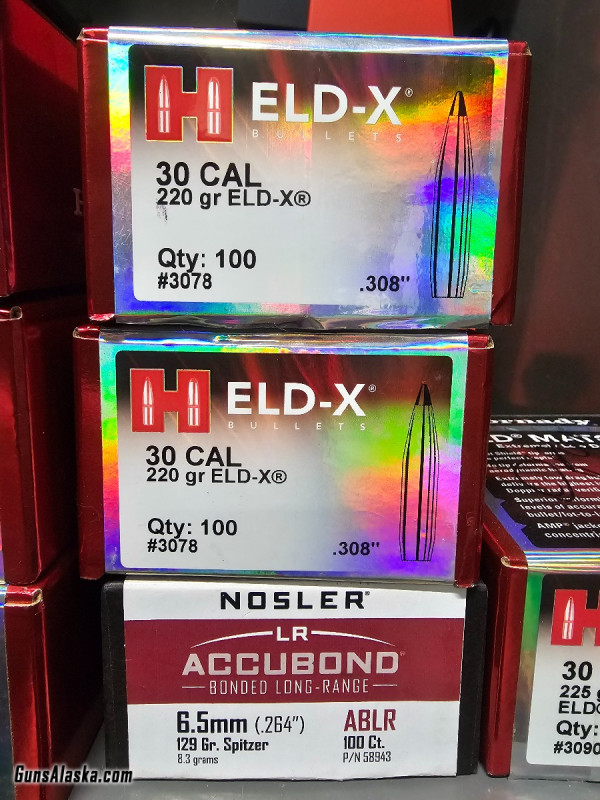 H ELD-X®
BULLETS
30 CAL
220 gr ELD-X®
Qty: 100
#3078
.308"
H ELD-X®
BULLETS
30 CAL
220 gr ELD-X®
Qty: 100
#3078
.308"
NOSLER®
LR
ACCUBOND
BONDED LONG-RANGE
6.5mm (.264") ABLR
129 Gr. Spitzer 100 Ct.
8.3 grams P/N 58943
H
30
225
ELD
Qty:
#3090
GunsAlaska.com